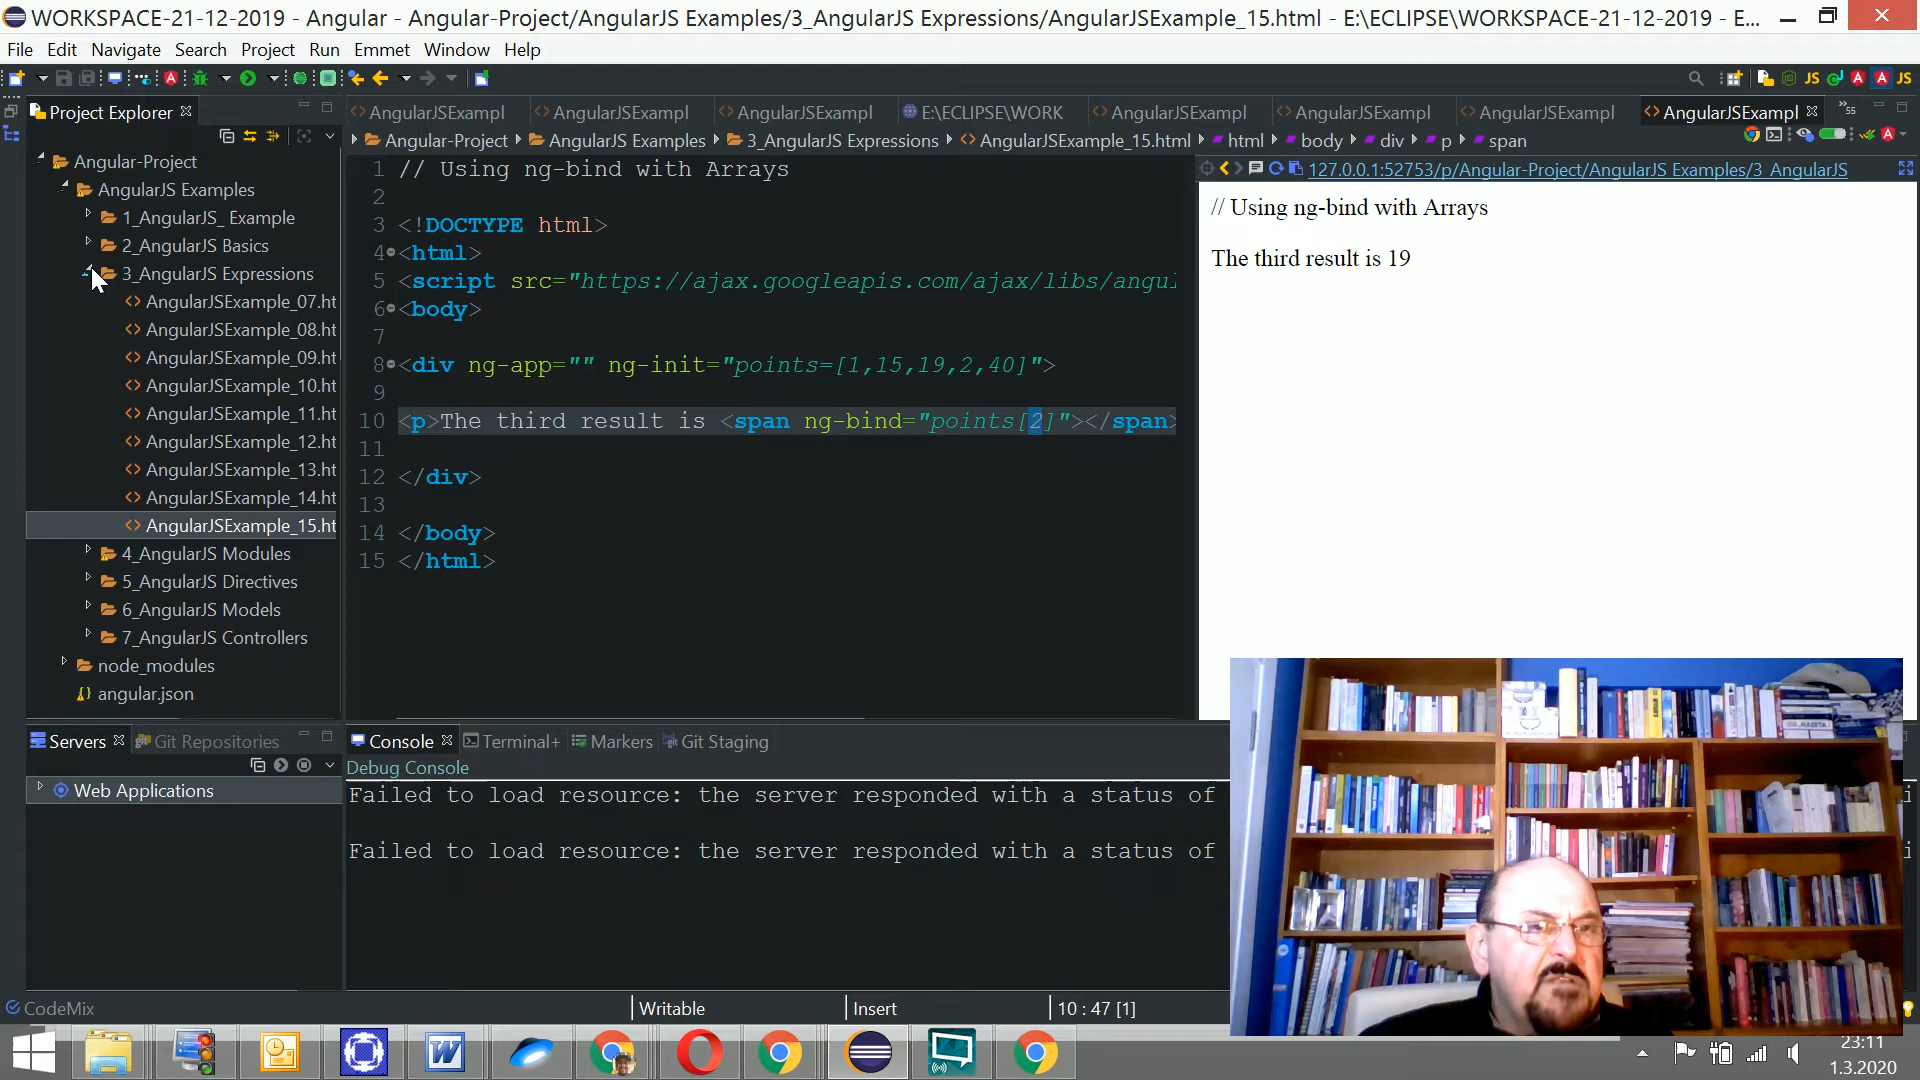 WORKSPACE-21-12-2019 - Angular - Angular-Project/AngularJS Examples/3_AngularJS Expressions/AngularJSExample_15.html - E:\ECLIPSE\WORKSPACE-21-12-2019 - E...
File Edit Navigate Search Project Run Emmet Window Help
Project Explorer
AngularJSExampl AngularJSExampl AngularJSExampl E:\ECLIPSE\WORK AngularJSExampl AngularJSExampl AngularJSExampl AngularJSExampl 55
Angular-Project AngularJS Examples 3_AngularJS Expressions AngularJSExample_15.html html body div p span
Angular-Project
AngularJS Examples
1_AngularJS_ Example
2_AngularJS Basics
3_AngularJS Expressions
AngularJSExample_07.ht
AngularJSExample_08.ht
AngularJSExample_09.ht
AngularJSExample_10.ht
AngularJSExample_11.ht
AngularJSExample_12.ht
AngularJSExample_13.ht
AngularJSExample_14.ht
AngularJSExample_15.ht
4_AngularJS Modules
5_AngularJS Directives
6_AngularJS Models
7_AngularJS Controllers
node_modules
angular.json
1 // Using ng-bind with Arrays
2
3 <!DOCTYPE html>
4 <html>
5 <script src="https://ajax.googleapis.com/ajax/libs/angul
6 <body>
7
8 <div ng-app="" ng-init="points=[1,15,19,2,40]">
9
10 <p>The third result is <span ng-bind="points[2]"></span>
11
12 </div>
13
14 </body>
15 </html>
127.0.0.1:52753/p/Angular-Project/AngularJS Examples/3_AngularJS
// Using ng-bind with Arrays
The third result is 19
Servers Git Repositories
Web Applications
Console Terminal+ Markers Git Staging
Debug Console
Failed to load resource: the server responded with a status of
Failed to load resource: the server responded with a status of
CodeMix Writable Insert 10 : 47 [1]
23:11
1.3.2020